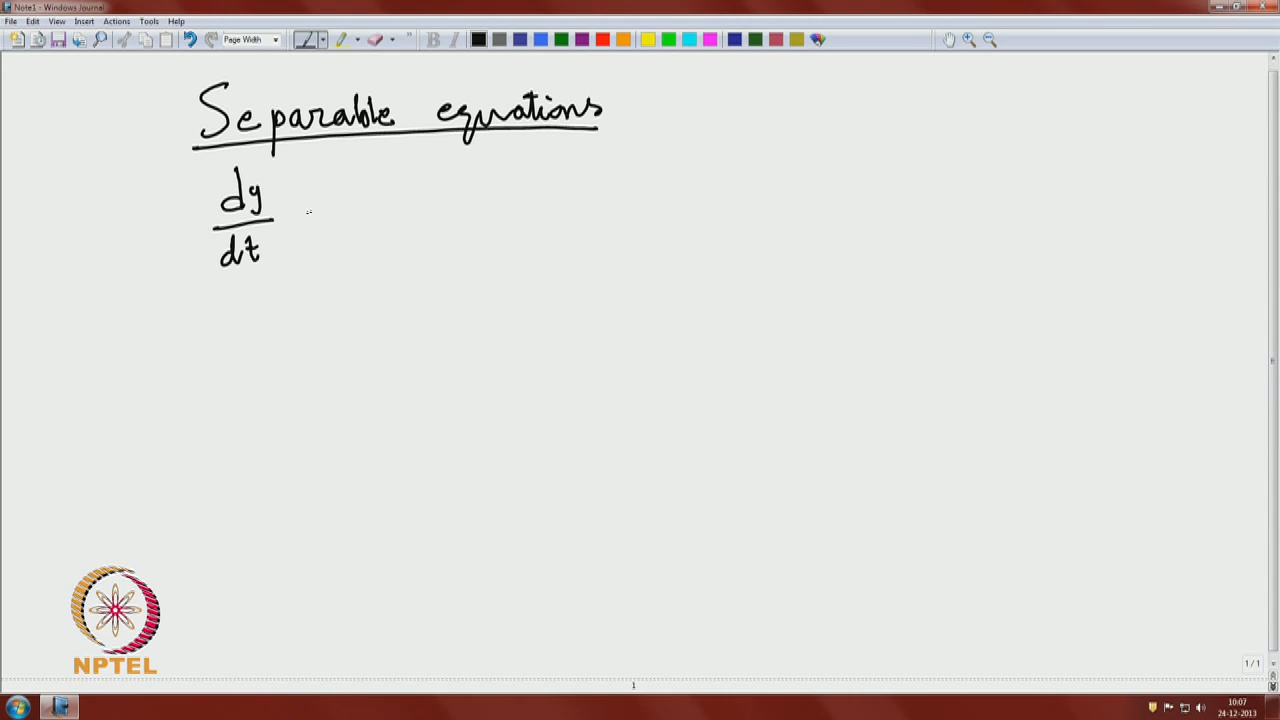 Note1 - Windows Journal
File Edit View Insert Actions Tools Help
Page Width
B I
Separable equations
dy
dt
NPTEL
1 / 1
1
10:07
24-12-2013